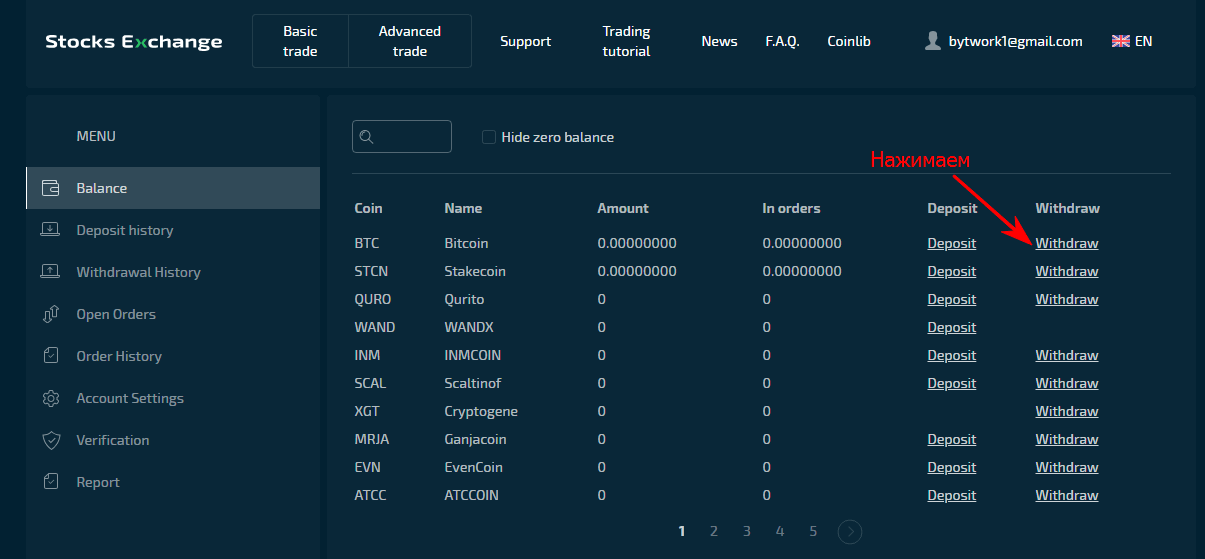 Stocks Exchange
Basic trade
Advanced trade
Support
Trading tutorial
News
F.A.Q.
Coinlib
bytwork1@gmail.com
EN
MENU
Balance
Deposit history
Withdrawal History
Open Orders
Order History
Account Settings
Verification
Report
Hide zero balance
Нажимаем
Coin Name Amount In orders Deposit Withdraw
BTC Bitcoin 0.00000000 0.00000000 Deposit Withdraw
STCN Stakecoin 0.00000000 0.00000000 Deposit Withdraw
QURO Qurito 0 0 Deposit Withdraw
WAND WANDX 0 0 Deposit
INM INMCOIN 0 0 Deposit Withdraw
SCAL Scaltinof 0 0 Deposit Withdraw
XGT Cryptogene 0 0 Withdraw
MRJA Ganjacoin 0 0 Deposit Withdraw
EVN EvenCoin 0 0 Deposit Withdraw
ATCC ATCCOIN 0 0 Deposit Withdraw
1 2 3 4 5